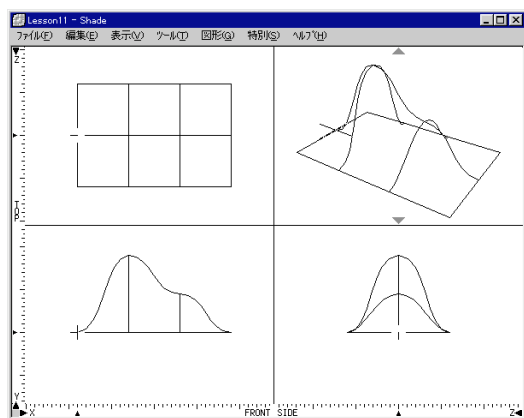 Lesson11 - Shade
ファイル(F) 編集(E) 表示(V) ツール(T) 図形(G) 特別(S) ヘルプ(H)
Z
TOP
Y
X FRONT SIDE Z